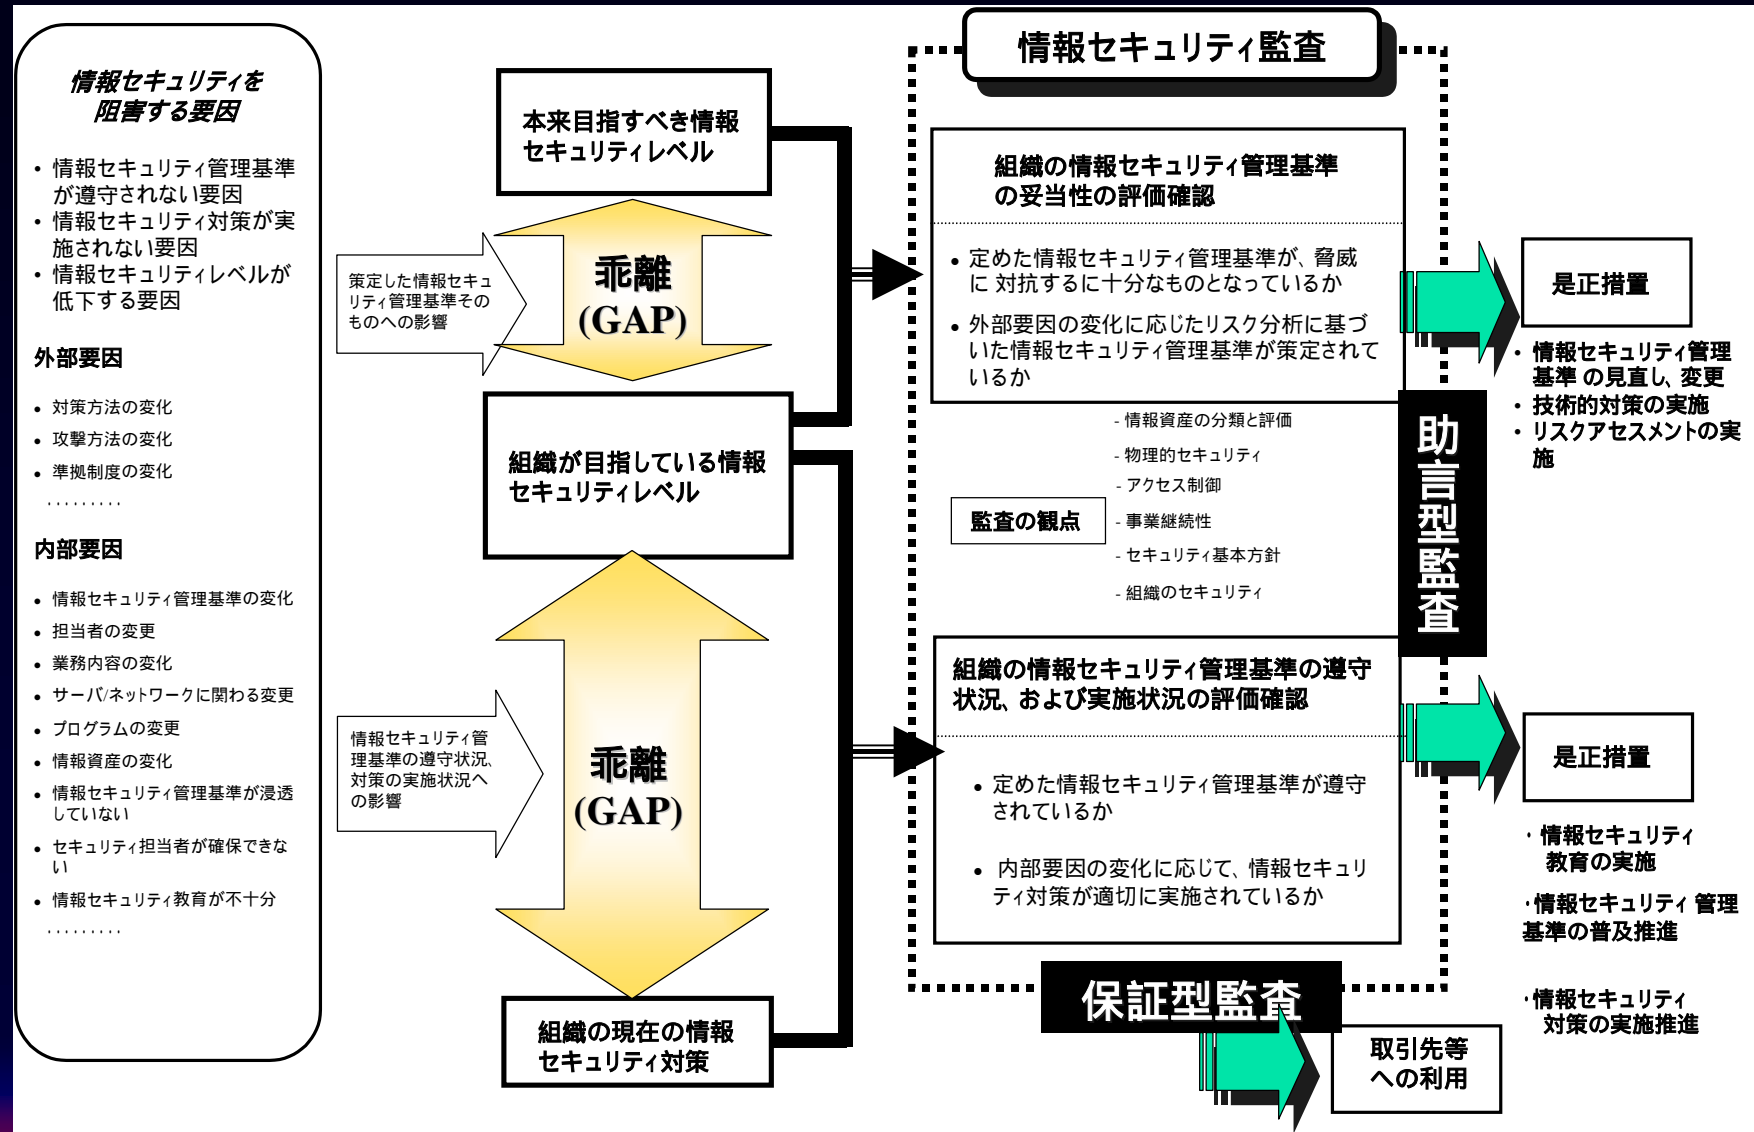 情報セキュリティを
阻害する要因
• 情報セキュリティ管理基準
が遵守されない要因
• 情報セキュリティ対策が実
施されない要因
• 情報セキュリティレベルが
低下する要因
外部要因
• 対策方法の変化
• 攻撃方法の変化
• 準拠制度の変化
.........
内部要因
• 情報セキュリティ管理基準の変化
• 担当者の変更
• 業務内容の変化
• サーバ/ネットワークに関わる変更
• プログラムの変更
• 情報資産の変化
• 情報セキュリティ管理基準が浸透
していない
• セキュリティ担当者が確保できな
い
• 情報セキュリティ教育が不十分
.........
策定した情報セキュ
リティ管理基準その
ものへの影響
情報セキュリティ管
理基準の遵守状況、
対策の実施状況へ
の影響
本来目指すべき情報
セキュリティレベル
乖離
(GAP)
組織が目指している情報
セキュリティレベル
乖離
(GAP)
組織の現在の情報
セキュリティ対策
情報セキュリティ監査
組織の情報セキュリティ管理基準
の妥当性の評価確認
• 定めた情報セキュリティ管理基準が、脅威
に 対抗するに十分なものとなっているか
• 外部要因の変化に応じたリスク分析に基づ
いた情報セキュリティ管理基準が策定されて
いるか
監査の観点
- 情報資産の分類と評価
- 物理的セキュリティ
- アクセス制御
- 事業継続性
- セキュリティ基本方針
- 組織のセキュリティ
組織の情報セキュリティ管理基準の遵守
状況、および実施状況の評価確認
• 定めた情報セキュリティ管理基準が遵守
されているか
• 内部要因の変化に応じて、情報セキュリ
ティ対策が適切に実施されているか
助言型監査
保証型監査
是正措置
• 情報セキュリティ管理
基準 の見直し、変更
• 技術的対策の実施
• リスクアセスメントの実
施
是正措置
・情報セキュリティ
教育の実施
・情報セキュリティ 管理
基準の普及推進
・情報セキュリティ
対策の実施推進
取引先等
への利用